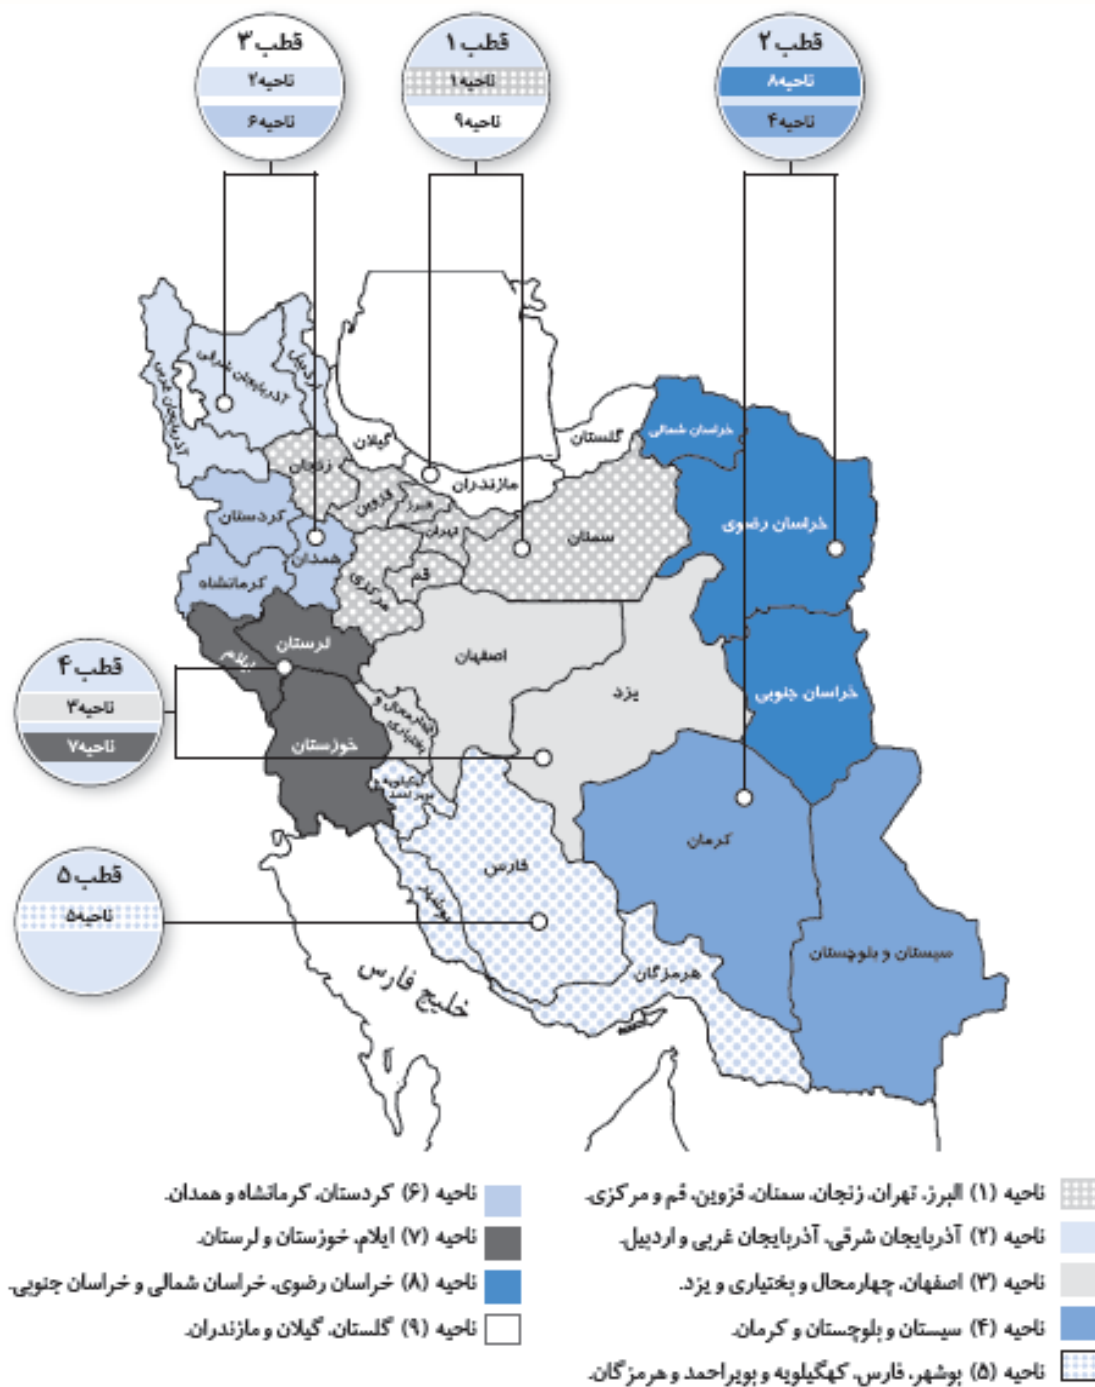 قطب ۳
ناحیه۲
ناحیه۶
قطب ۱
ناحیه۱
ناحیه۹
قطب ۲
ناحیه۸
ناحیه۴
آذربایجان غربی
آذربایجان شرقی
اردبیل
گیلان
مازندران
گلستان
خراسان شمالی
خراسان رضوی
خراسان جنوبی
زنجان
قزوین
البرز
تهران
سمنان
کردستان
همدان
کرمانشاه
مرکزی
قم
ایلام
لرستان
خوزستان
اصفهان
یزد
چهارمحال و
بختیاری
کهگیلویه و
بویراحمد
فارس
بوشهر
کرمان
هرمزگان
سیستان و بلوچستان
خلیج فارس
قطب ۴
ناحیه۳
ناحیه۷
قطب ۵
ناحیه۵
ناحیه (۱) البرز، تهران، زنجان، سمنان، قزوین، قم و مرکزی.
ناحیه (۲) آذربایجان شرقی، آذربایجان غربی و اردبیل.
ناحیه (۳) اصفهان، چهارمحال و بختیاری و یزد.
ناحیه (۴) سیستان و بلوچستان و کرمان.
ناحیه (۵) بوشهر، فارس، کهگیلویه و بویراحمد و هرمزگان.
ناحیه (۶) کردستان، کرمانشاه و همدان.
ناحیه (۷) ایلام، خوزستان و لرستان.
ناحیه (۸) خراسان رضوی، خراسان شمالی و خراسان جنوبی.
ناحیه (۹) گلستان، گیلان و مازندران.